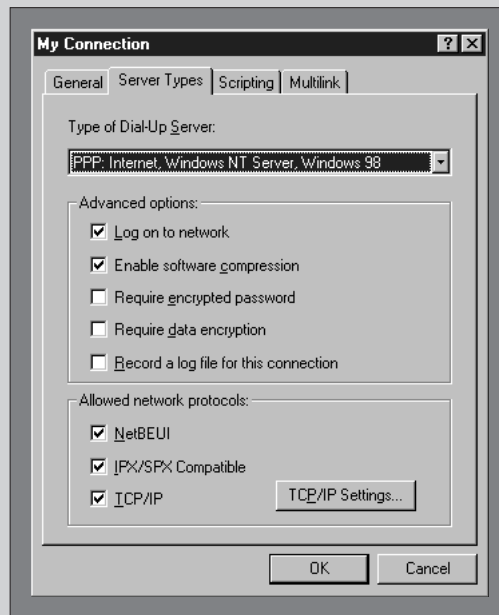 My Connection
General Server Types Scripting Multilink
Type of Dial-Up Server:
PPP: Internet, Windows NT Server, Windows 98
Advanced options:
Log on to network
Enable software compression
Require encrypted password
Require data encryption
Record a log file for this connection
Allowed network protocols:
NetBEUI
IPX/SPX Compatible
TCP/IP TCP/IP Settings...
OK Cancel